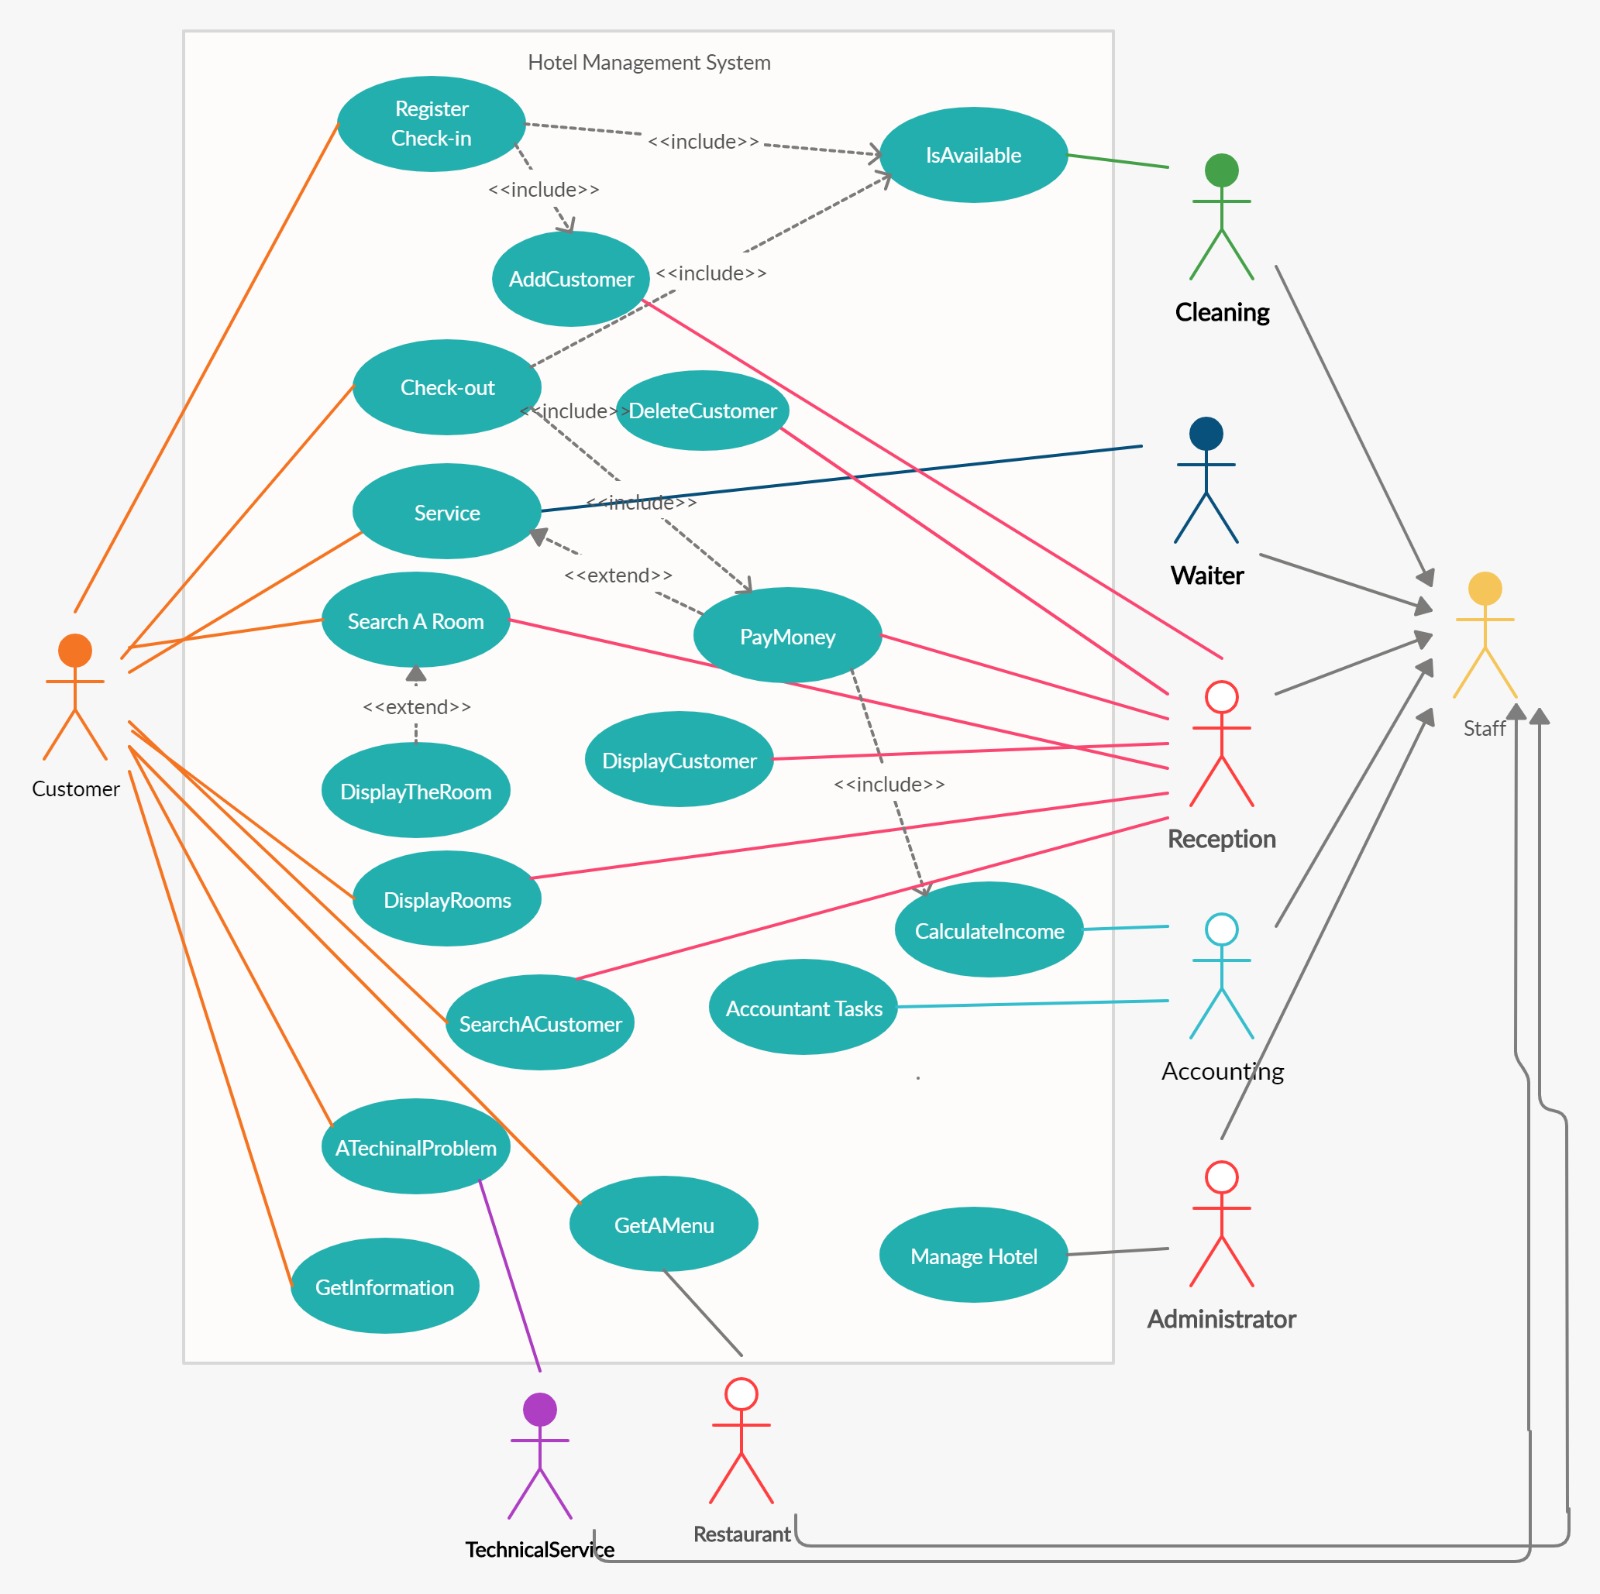 Hotel Management System
Register
Check-in
<<include>>
IsAvailable
<<include>>
AddCustomer
<<include>>
Cleaning
Check-out
<<include>>
DeleteCustomer
Service
<<include>>
Waiter
<<extend>>
Search A Room
PayMoney
<<extend>>
Staff
DisplayCustomer
Customer
DisplayTheRoom
<<include>>
Reception
DisplayRooms
CalculateIncome
Accountant Tasks
SearchACustomer
Accounting
ATechinalProblem
GetAMenu
Manage Hotel
GetInformation
Administrator
Restaurant
TechnicalService